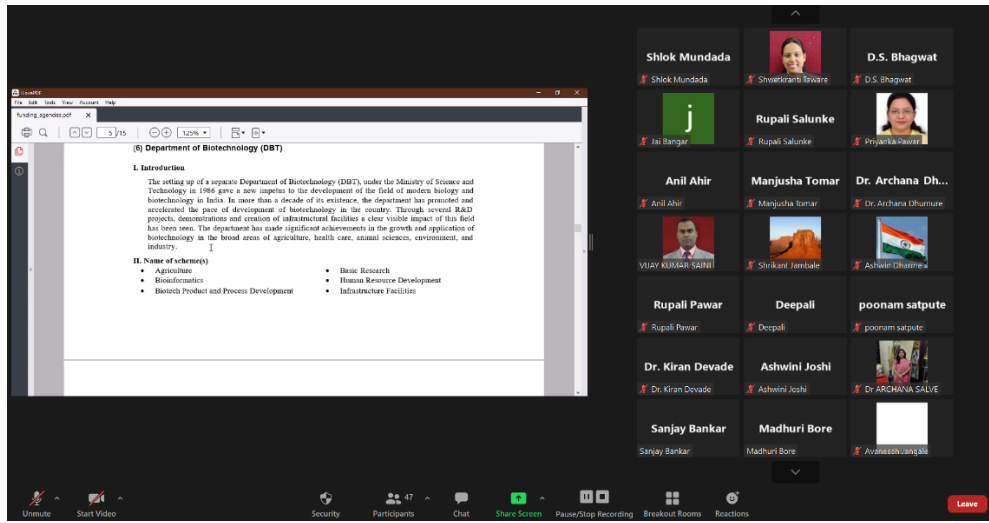 LinuxPDF
File Edit Tools View Account Help
funding_agencies.pdf X
5 /15 125%
(6) Department of Biotechnology (DBT)
I. Introduction
The setting up of a separate Department of Biotechnology (DBT), under the Ministry of Science and
Technology in 1986 gave a new impetus to the development of the field of modern biology and
biotechnology in India. In more than a decade of its existence, the department has promoted and
accelerated the pace of development of biotechnology in the country. Through several R&D
projects, demonstrations and creation of infrastructural facilities a clear visible impact of this field
has been seen. The department has made significant achievements in the growth and application of
biotechnology in the broad areas of agriculture, health care, animal sciences, environment, and
industry.
II. Name of scheme(s)
• Agriculture
• Bioinformatics
• Biotech Product and Process Development
• Basic Research
• Human Resource Development
• Infrastructure Facilities
Shlok Mundada
Shlok Mundada
Shwetkranti Taware
D.S. Bhagwat
D.S. Bhagwat
j
Jai Bangar
Rupali Salunke
Rupali Salunke
Priyanka Pawar
Anil Ahir
Anil Ahir
Manjusha Tomar
Manjusha Tomar
Dr. Archana Dh...
Dr. Archana Dhumure
VIJAY KUMAR SAINI
Shrikant Jambale
Ashwin Dharme
Rupali Pawar
Rupali Pawar
Deepali
Deepali
poonam satpute
poonam satpute
Dr. Kiran Devade
Dr. Kiran Devade
Ashwini Joshi
Ashwini Joshi
Dr ARCHANA SALVE
Sanjay Bankar
Sanjay Bankar
Madhuri Bore
Madhuri Bore
Unmute
Start Video
Security
47
Participants
Chat
Share Screen
Pause/Stop Recording
Breakout Rooms
Reactions
Leave